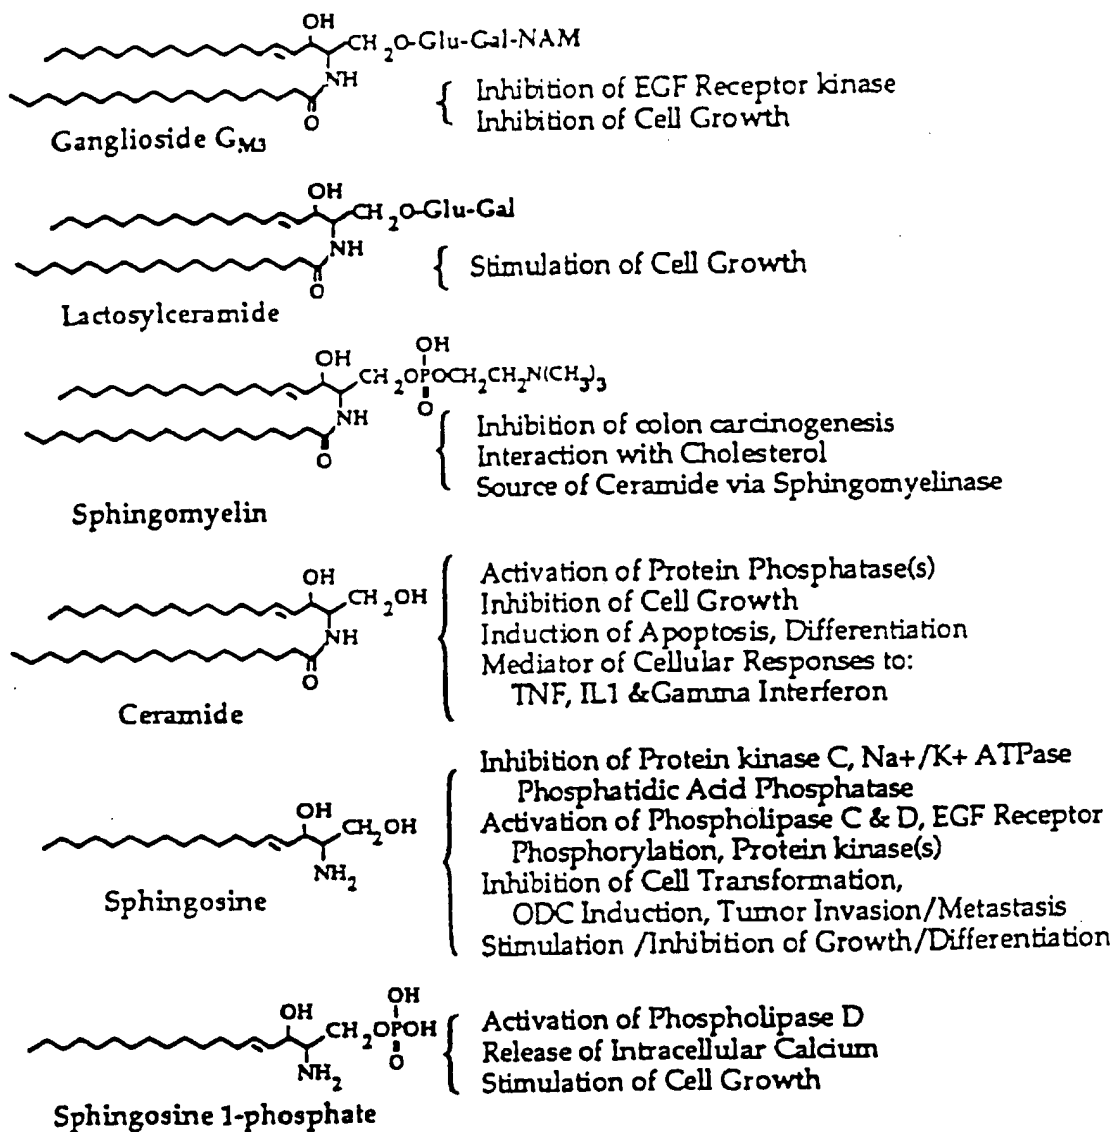 OH
CH2O-Glu-Gal-NAM
NH
O
Ganglioside GM3
{ Inhibition of EGF Receptor kinase
Inhibition of Cell Growth
OH
CH2O-Glu-Gal
NH
O
Lactosylceramide
{ Stimulation of Cell Growth
OH
OH
CH2OPOCH2CH2N(CH3)3
O
NH
O
Sphingomyelin
{ Inhibition of colon carcinogenesis
Interaction with Cholesterol
Source of Ceramide via Sphingomyelinase
OH
CH2OH
NH
O
Ceramide
{ Activation of Protein Phosphatase(s)
Inhibition of Cell Growth
Induction of Apoptosis, Differentiation
Mediator of Cellular Responses to:
TNF, IL1 &Gamma Interferon
OH
CH2OH
NH2
Sphingosine
{ Inhibition of Protein kinase C, Na+/K+ ATPase
Phosphatidic Acid Phosphatase
Activation of Phospholipase C & D, EGF Receptor
Phosphorylation, Protein kinase(s)
Inhibition of Cell Transformation,
ODC Induction, Tumor Invasion/Metastasis
Stimulation /Inhibition of Growth/Differentiation
OH
OH
CH2OPOH
O
NH2
Sphingosine 1-phosphate
{ Activation of Phospholipase D
Release of Intracellular Calcium
Stimulation of Cell Growth